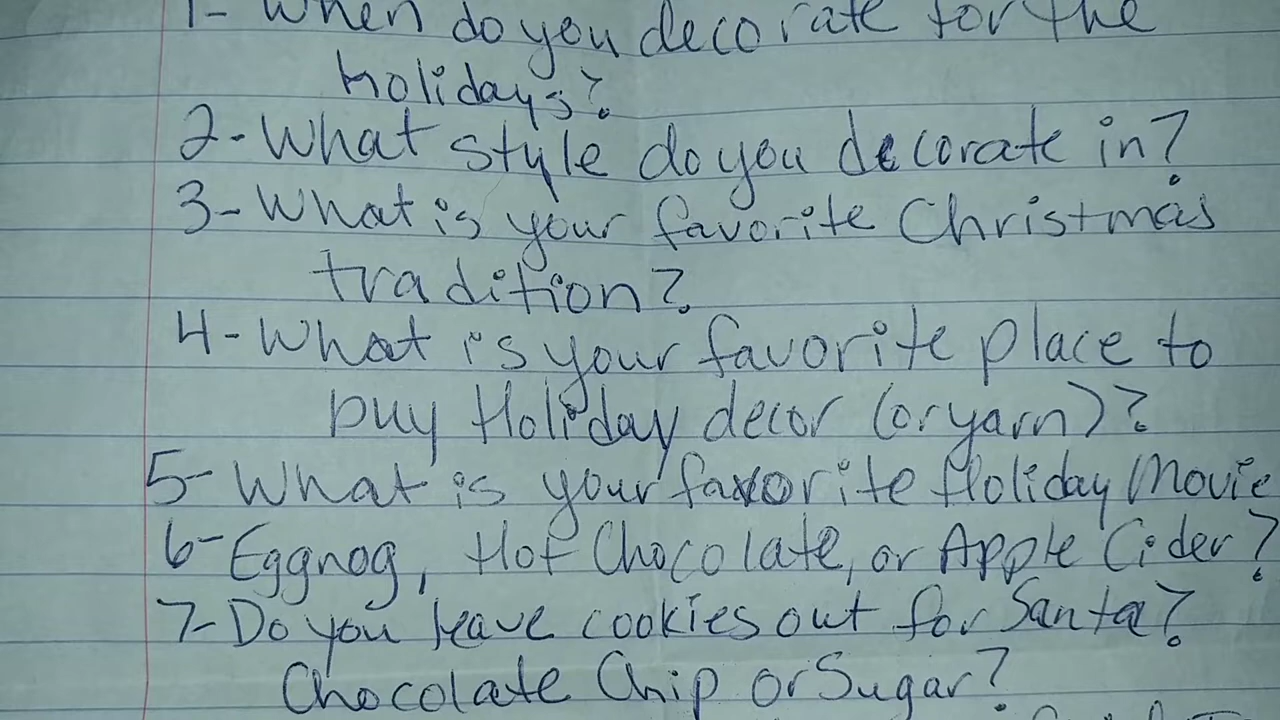 1- When do you decorate for the
holidays?
2- What style do you decorate in?
3- What is your favorite Christmas
tradition?
4- What is your favorite place to
buy Holiday decor (or yarn)?
5- What is your favorite Holiday Movie
6- Eggnog, Hot Chocolate, or Apple Cider?
7- Do you leave cookies out for Santa?
Chocolate Chip or Sugar?